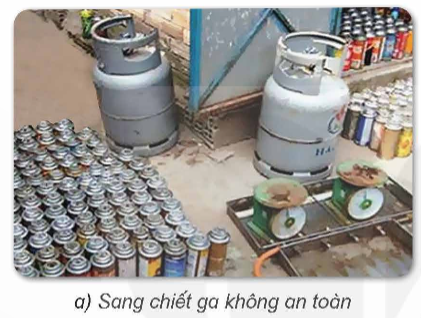 a) Sang chiết ga không an toàn